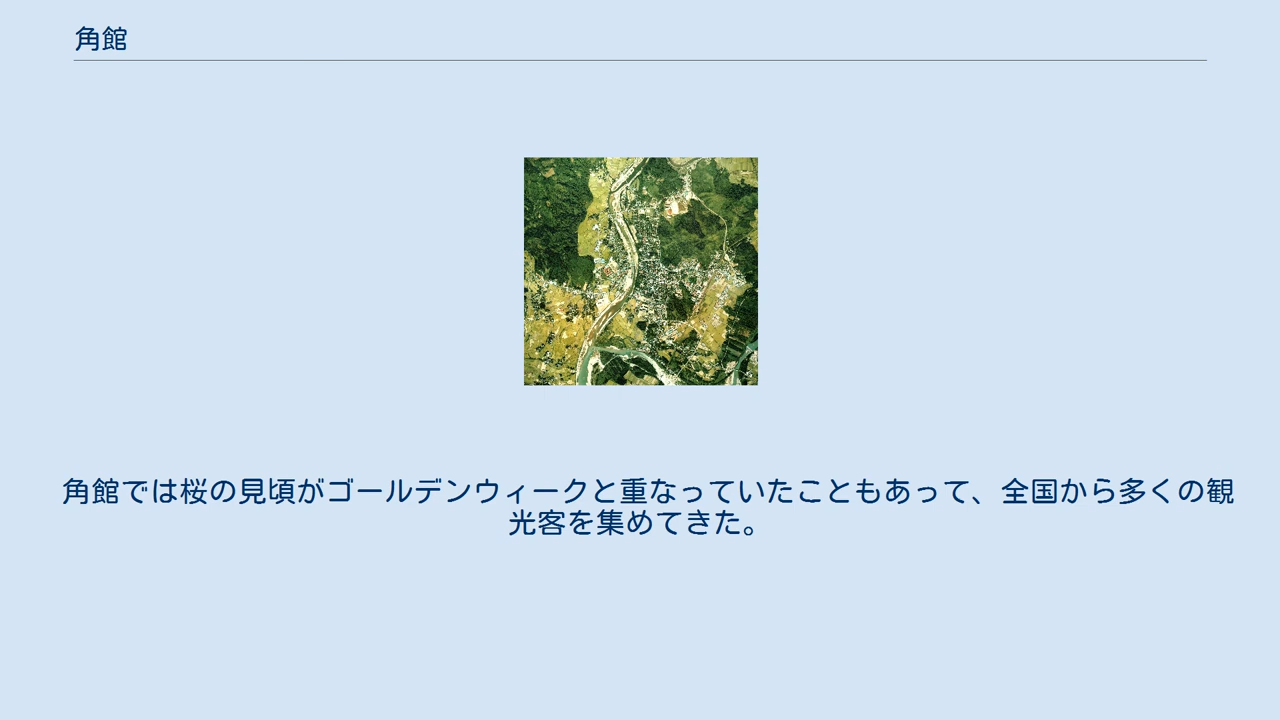 角館
角館では桜の見頃がゴールデンウィークと重なっていたこともあって、全国から多くの観
光客を集めてきた。